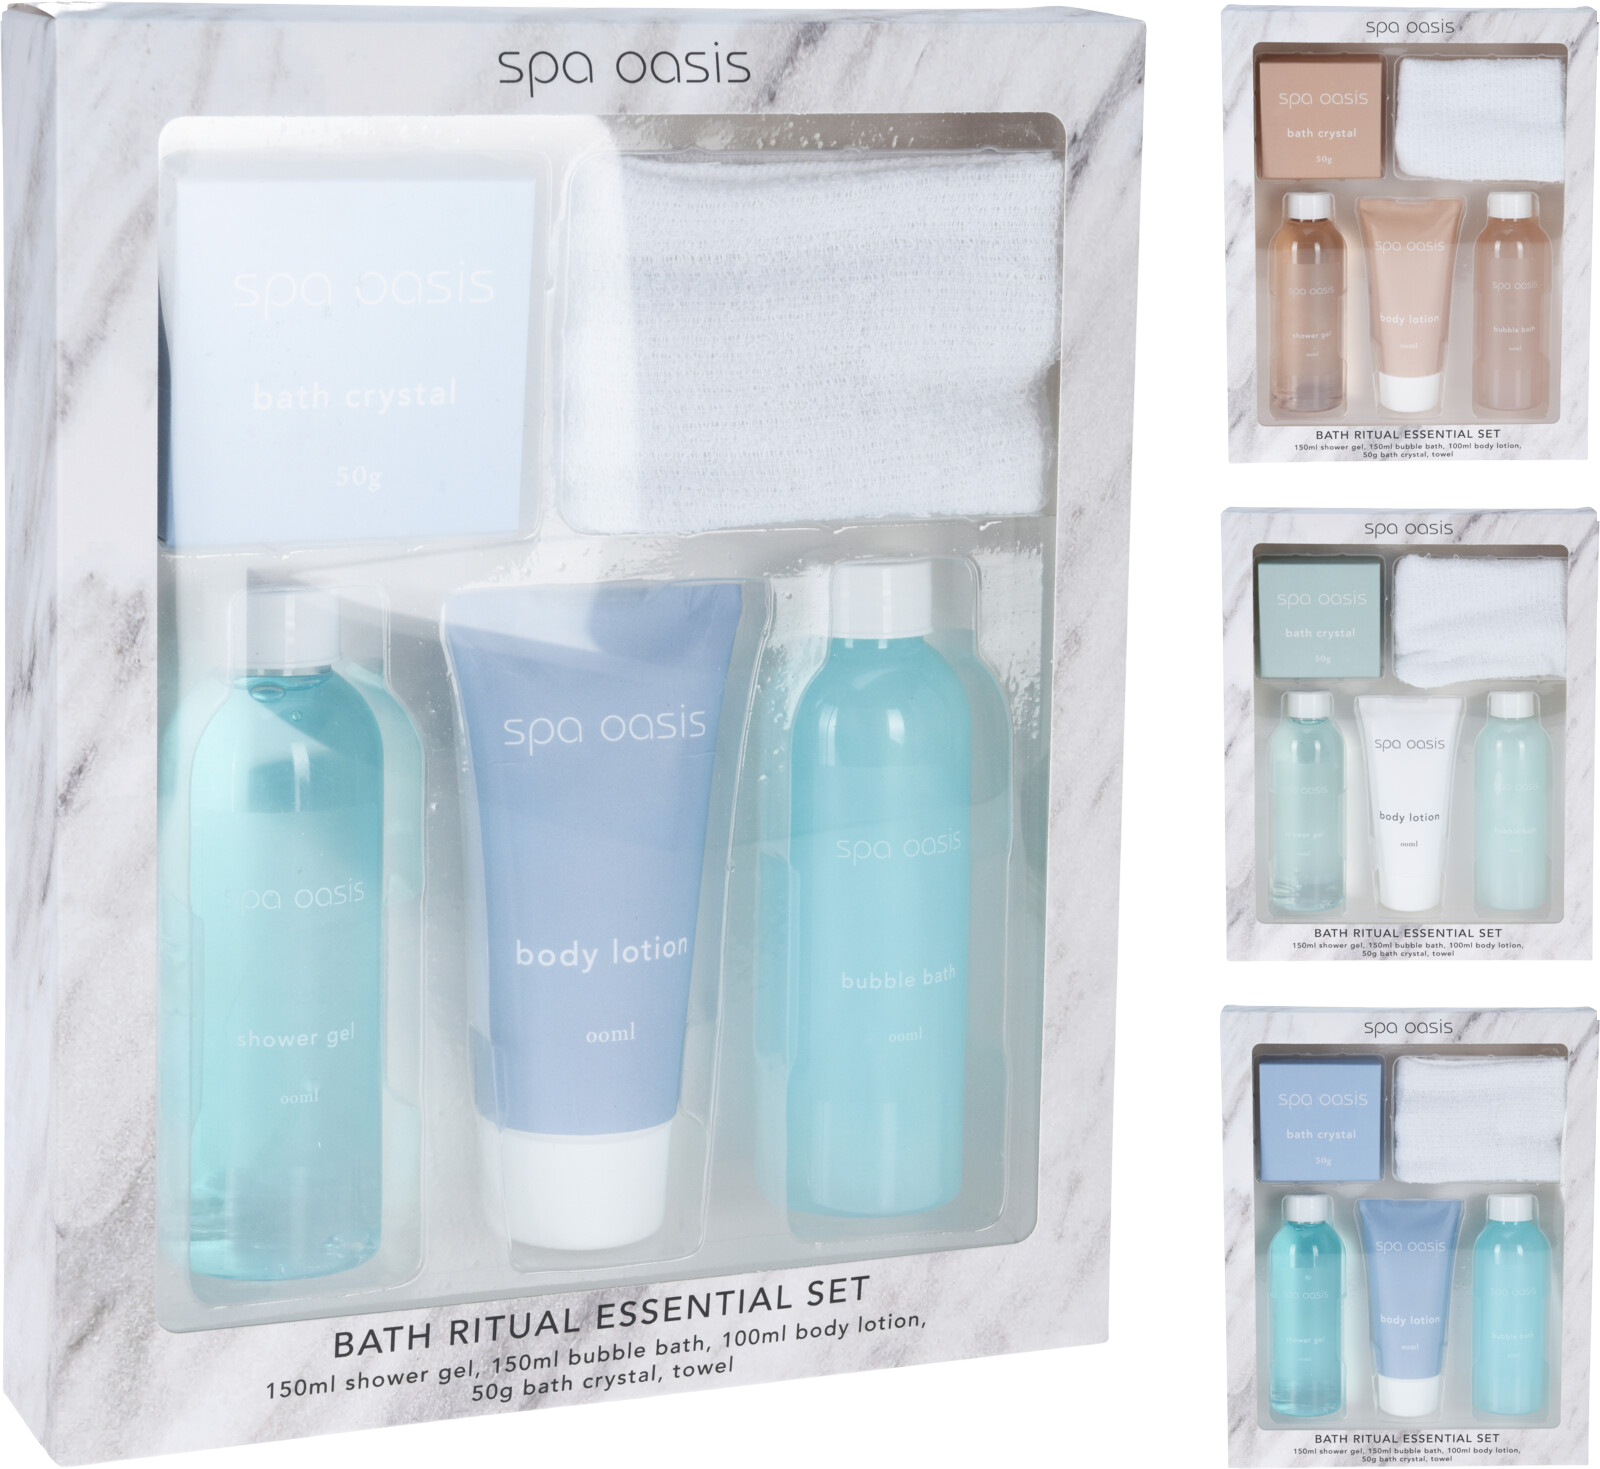 spa oasis
spa oasis
bath crystal
50g
spa oasis
shower gel
ooml
spa oasis
body lotion
ooml
spa oasis
bubble bath
ooml
BATH RITUAL ESSENTIAL SET
150ml shower gel, 150ml bubble bath, 100ml body lotion,
50g bath crystal, towel
spa oasis
spa oasis
bath crystal
50g
spa oasis
shower gel
ooml
spa oasis
body lotion
ooml
spa oasis
bubble bath
ooml
BATH RITUAL ESSENTIAL SET
150ml shower gel, 150ml bubble bath, 100ml body lotion,
50g bath crystal, towel
spa oasis
spa oasis
bath crystal
50g
spa oasis
shower gel
spa oasis
body lotion
ooml
BATH RITUAL ESSENTIAL SET
150ml shower gel, 150ml bubble bath, 100ml body lotion,
50g bath crystal, towel
spa oasis
spa oasis
bath crystal
50g
spa oasis
shower gel
spa oasis
body lotion
ooml
spa oasis
bubble bath
BATH RITUAL ESSENTIAL SET
150ml shower gel, 150ml bubble bath, 100ml body lotion,
50g bath crystal, towel